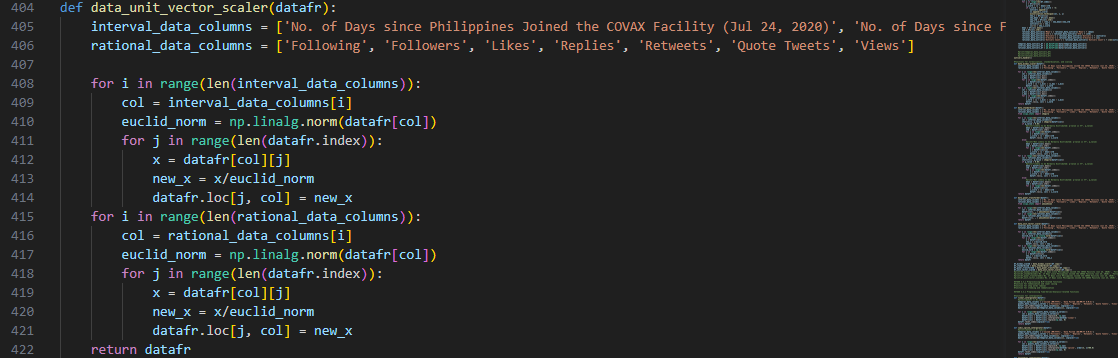 404 def data_unit_vector_scaler(datafr):
405 interval_data_columns = ['No. of Days since Philippines Joined the COVAX Facility (Jul 24, 2020)', 'No. of Days since F
406 rational_data_columns = ['Following', 'Followers', 'Likes', 'Replies', 'Retweets', 'Quote Tweets', 'Views']
407
408 for i in range(len(interval_data_columns)):
409 col = interval_data_columns[i]
410 euclid_norm = np.linalg.norm(datafr[col])
411 for j in range(len(datafr.index)):
412 x = datafr[col][j]
413 new_x = x/euclid_norm
414 datafr.loc[j, col] = new_x
415 for i in range(len(rational_data_columns)):
416 col = rational_data_columns[i]
417 euclid_norm = np.linalg.norm(datafr[col])
418 for j in range(len(datafr.index)):
419 x = datafr[col][j]
420 new_x = x/euclid_norm
421 datafr.loc[j, col] = new_x
422 return datafr